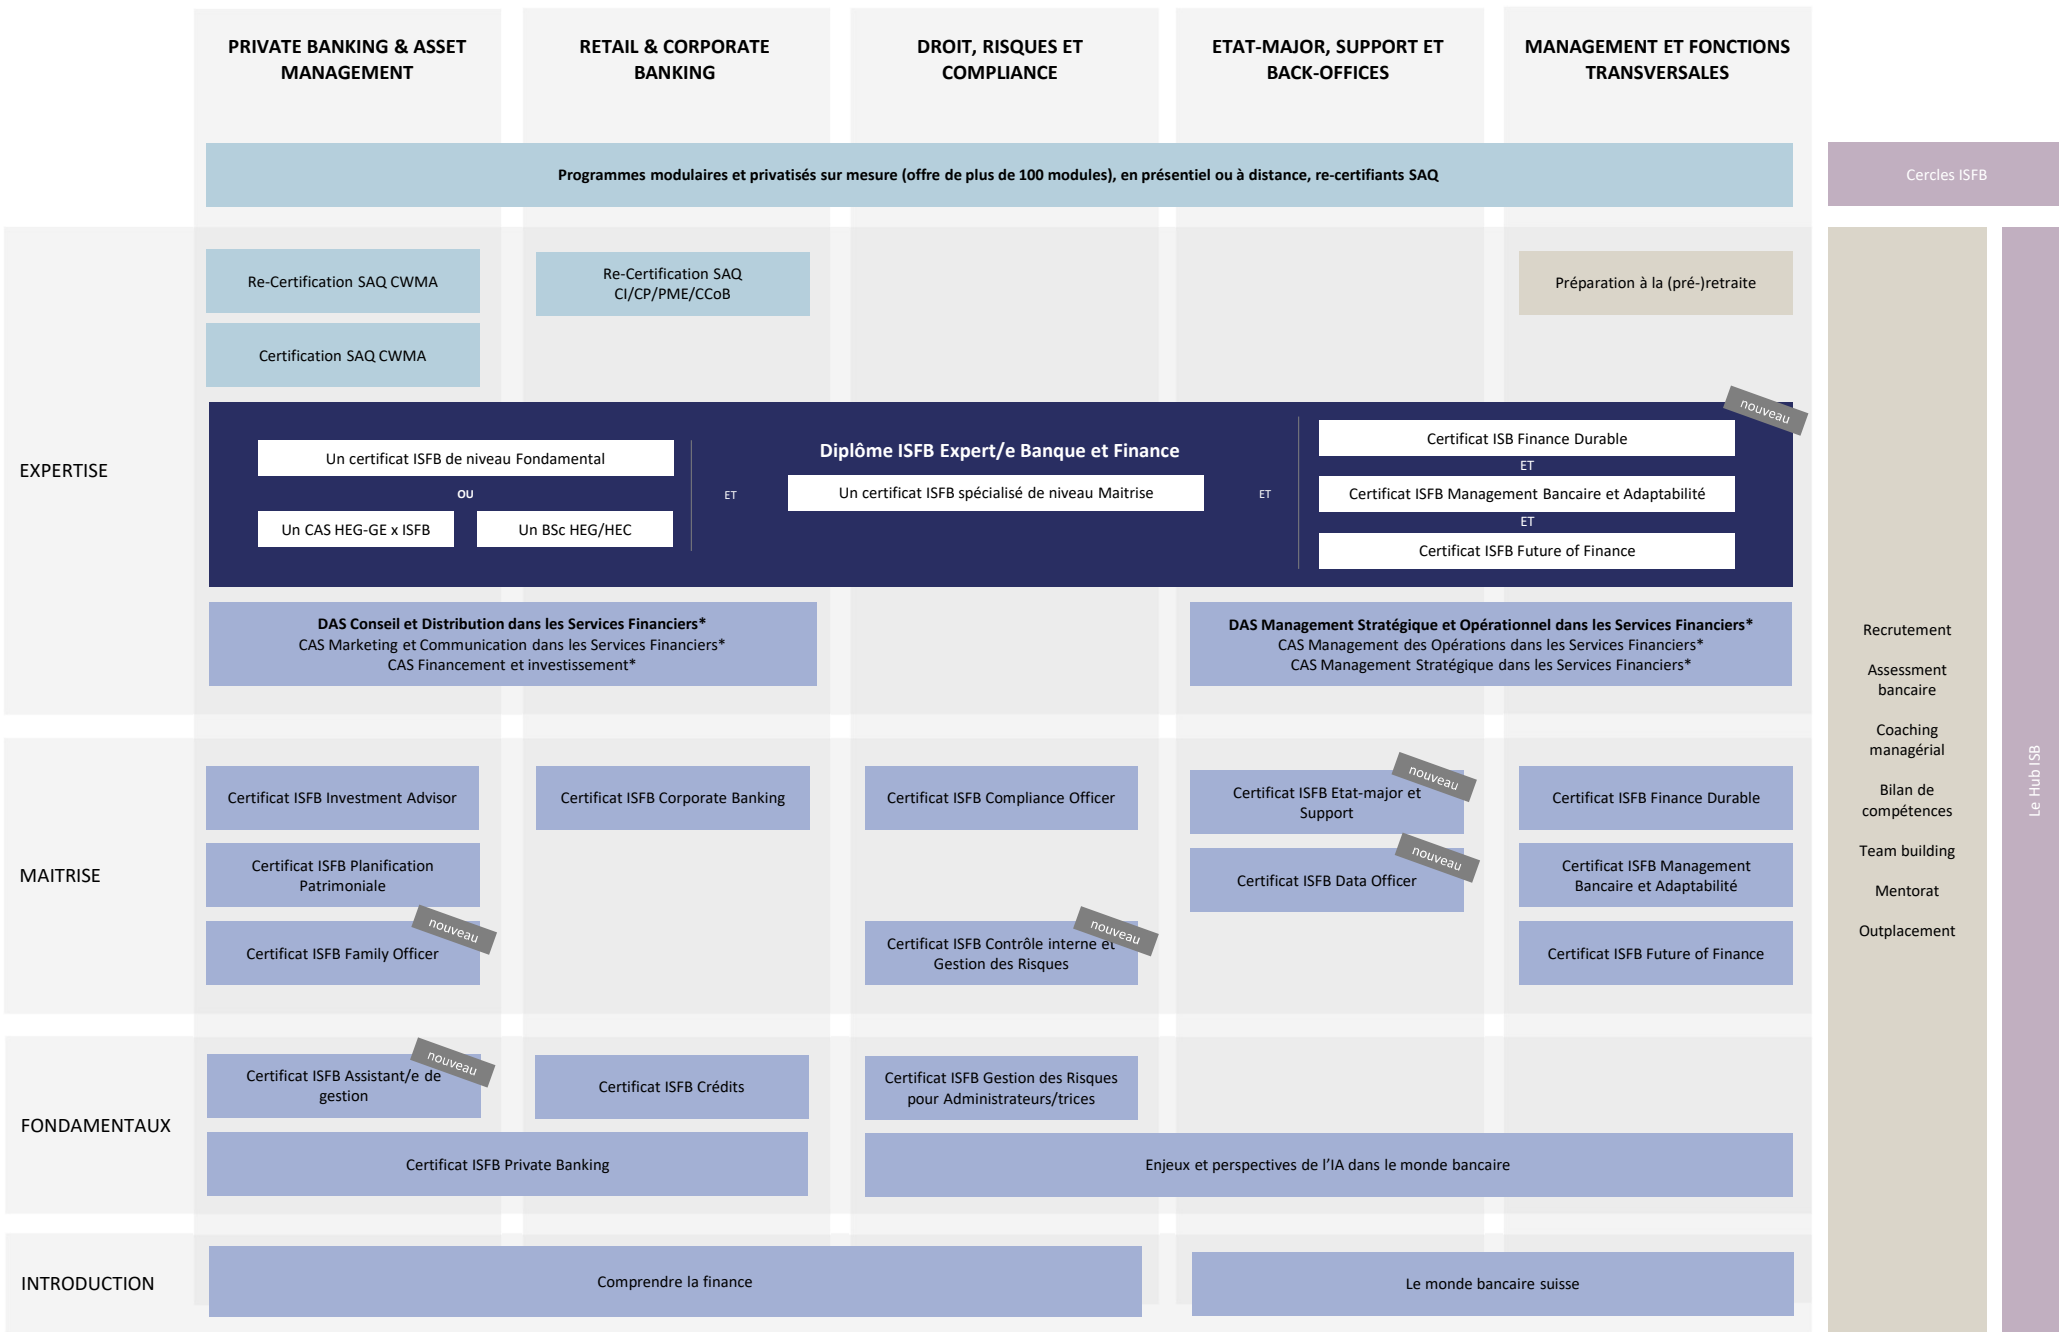 PRIVATE BANKING & ASSET
MANAGEMENT
RETAIL & CORPORATE
BANKING
DROIT, RISQUES ET
COMPLIANCE
ETAT-MAJOR, SUPPORT ET
BACK-OFFICES
MANAGEMENT ET FONCTIONS
TRANSVERSALES
Programmes modulaires et privatisés sur mesure (offre de plus de 100 modules), en présentiel ou à distance, re-certifiants SAQ
Cercles ISFB
EXPERTISE
Re-Certification SAQ CWMA
Re-Certification SAQ
CI/CP/PME/CCoB
Préparation à la (pré-)retraite
Certification SAQ CWMA
nouveau
Un certificat ISFB de niveau Fondamental
OU
Un CAS HEG-GE x ISFB
Un BSc HEG/HEC
ET
Diplôme ISFB Expert/e Banque et Finance
Un certificat ISFB spécialisé de niveau Maitrise
ET
Certificat ISB Finance Durable
ET
Certificat ISFB Management Bancaire et Adaptabilité
ET
Certificat ISFB Future of Finance
DAS Conseil et Distribution dans les Services Financiers*
CAS Marketing et Communication dans les Services Financiers*
CAS Financement et investissement*
DAS Management Stratégique et Opérationnel dans les Services Financiers*
CAS Management des Opérations dans les Services Financiers*
CAS Management Stratégique dans les Services Financiers*
MAITRISE
Certificat ISFB Investment Advisor
Certificat ISFB Planification
Patrimoniale
nouveau
Certificat ISFB Family Officer
Certificat ISFB Corporate Banking
Certificat ISFB Compliance Officer
nouveau
Certificat ISFB Contrôle interne et
Gestion des Risques
nouveau
Certificat ISFB Etat-major et
Support
nouveau
Certificat ISFB Data Officer
Certificat ISFB Finance Durable
Certificat ISFB Management
Bancaire et Adaptabilité
Certificat ISFB Future of Finance
FONDAMENTAUX
nouveau
Certificat ISFB Assistant/e de
gestion
Certificat ISFB Crédits
Certificat ISFB Gestion des Risques
pour Administrateurs/trices
Certificat ISFB Private Banking
Enjeux et perspectives de l'IA dans le monde bancaire
INTRODUCTION
Comprendre la finance
Le monde bancaire suisse
Recrutement
Assessment
bancaire
Coaching
managérial
Bilan de
compétences
Team building
Mentorat
Outplacement
Le Hub ISB